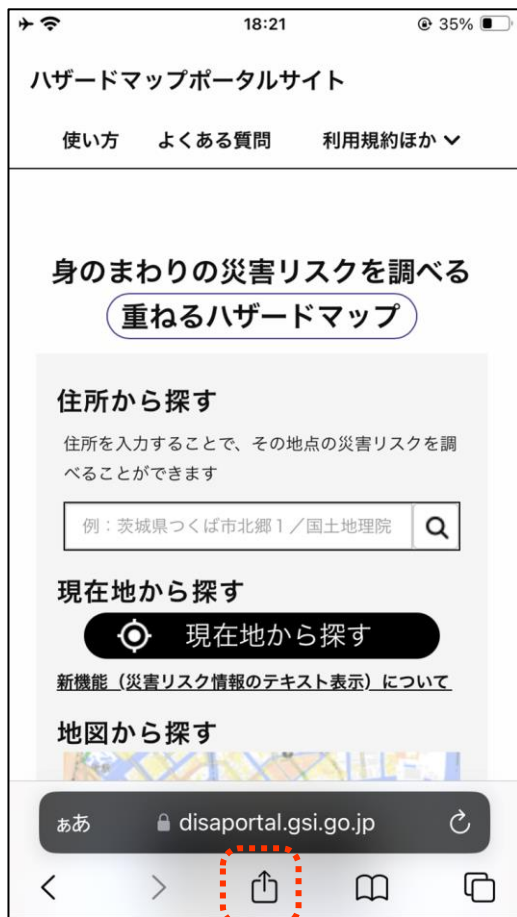 18:21
35%
ハザードマップポータルサイト
使い方 よくある質問 利用規約ほか
身のまわりの災害リスクを調べる
重ねるハザードマップ
住所から探す
住所を入力することで、その地点の災害リスクを調
べることができます
例：茨城県つくば市北郷１／国土地理院
現在地から探す
現在地から探す
新機能（災害リスク情報のテキスト表示）について
地図から探す
ぁあ disaportal.gsi.go.jp